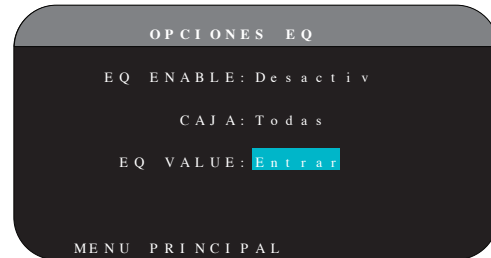 OPCIONES EQ
EQ ENABLE: Desactiv
CAJA: Todas
EQ VALUE: Entrar
MENU PRINCIPAL